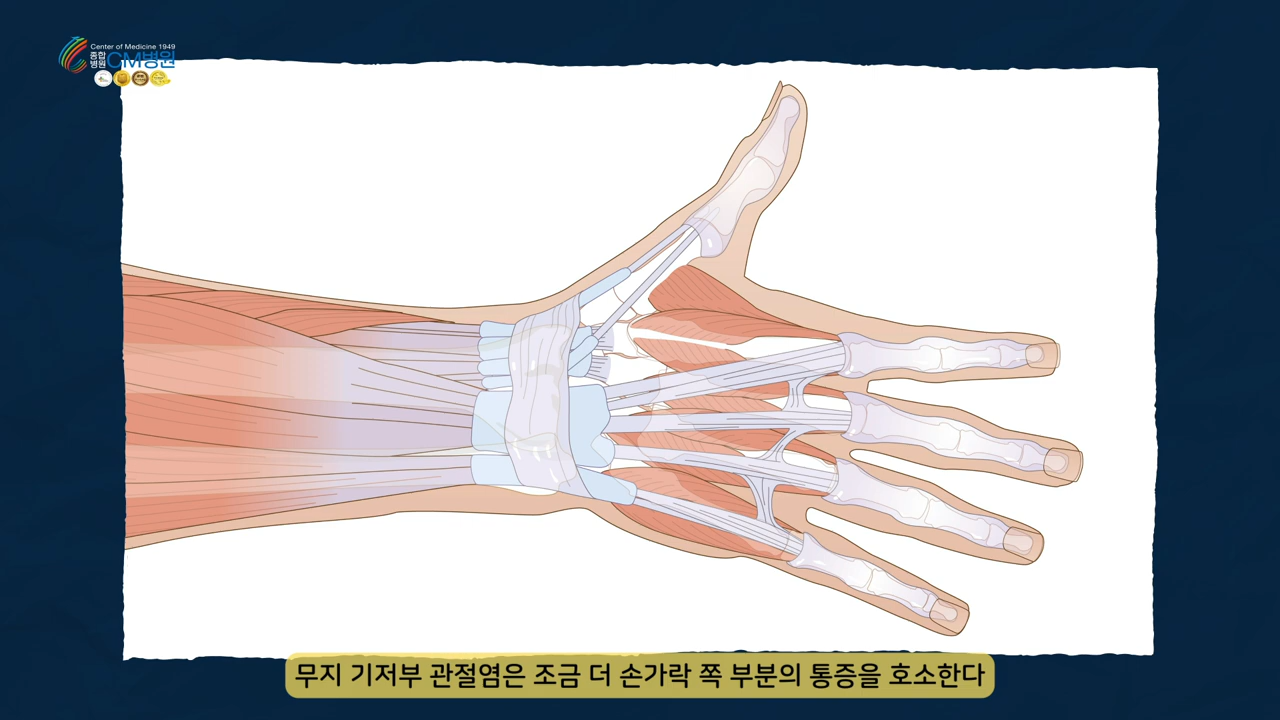 Center of Medicine 1949
종합
병원
CM병원
무지 기저부 관절염은 조금 더 손가락 쪽 부분의 통증을 호소한다